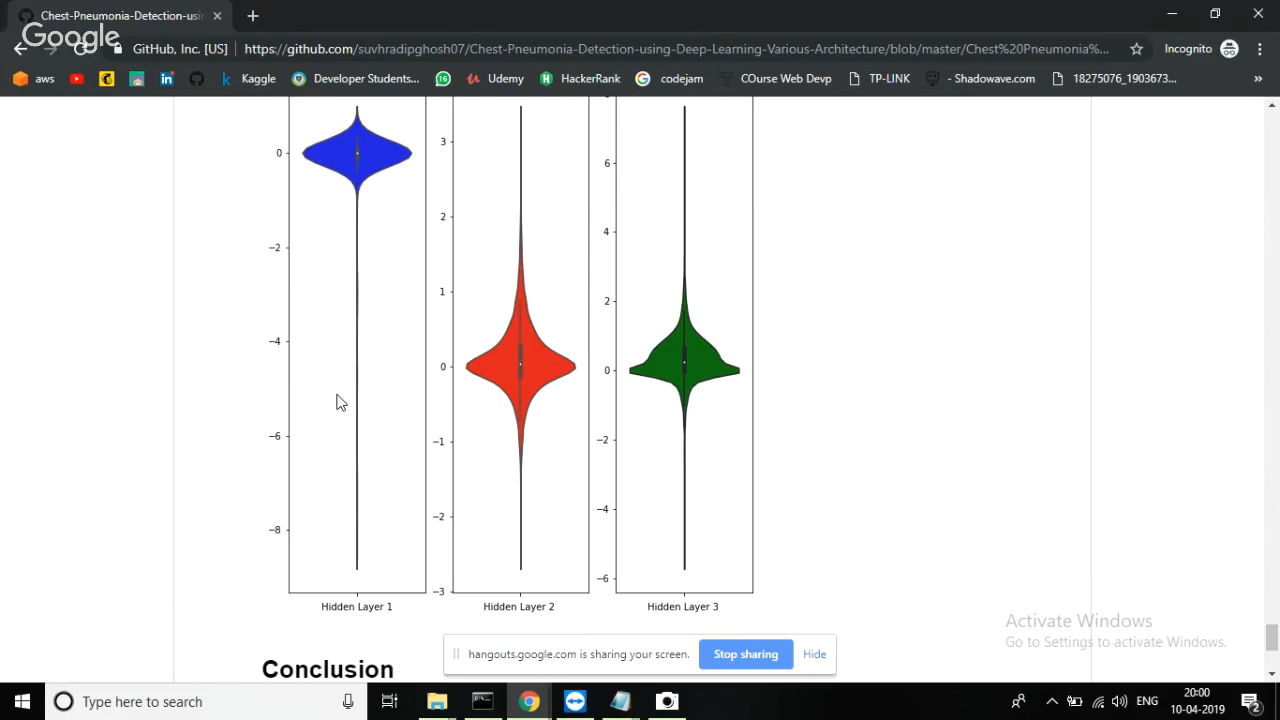 Chest-Pneumonia-Detection-usin
Google
GitHub, Inc. [US]
https://github.com/suvhradipghosh07/Chest-Pneumonia-Detection-using-Deep-Learning-Various-Architecture/blob/master/Chest%20Pneumonia%...
Incognito
aws
Kaggle
Developer Students...
16
Udemy
HackerRank
codejam
COurse Web Dev
TP-LINK
- Shadowave.com
18275076_1903673...
»
0
−2
−4
−6
−8
Hidden Layer 1
3
2
1
0
−1
−2
−3
Hidden Layer 2
6
4
2
0
−2
−4
−6
Hidden Layer 3
Activate Windows
Go to Settings to activate Windows.
hangouts.google.com is sharing your screen.
Stop sharing
Hide
Conclusion
Type here to search
ENG
20:00
10-04-2019
2